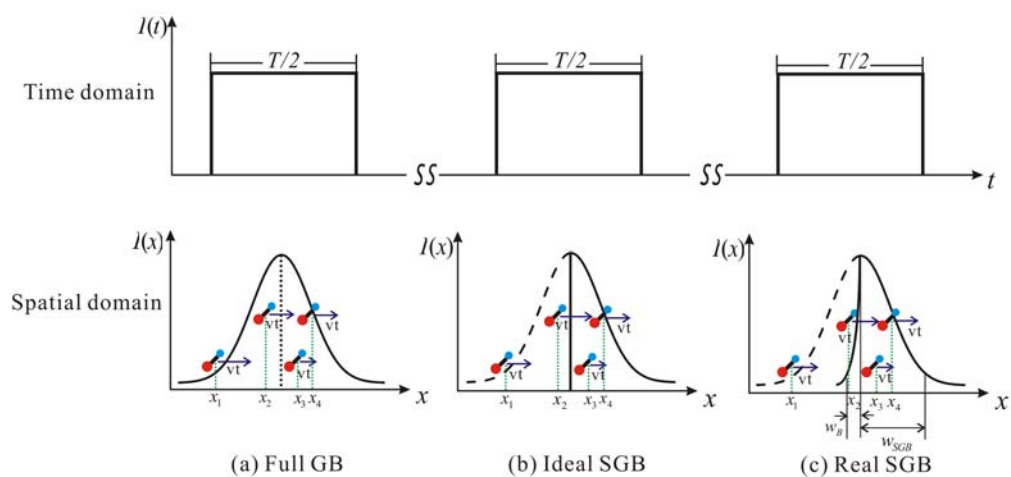 I(t)
T/2 T/2 T/2
Time domain
t
I(x) I(x) I(x)
Spatial domain
vt vt vt vt vt vt vt vt vt vt vt vt
x1 x2 x3 x4 x x1 x2 x3 x4 x x1 x2 x3 x4 x
wB
wSGB
(a) Full GB (b) Ideal SGB (c) Real SGB